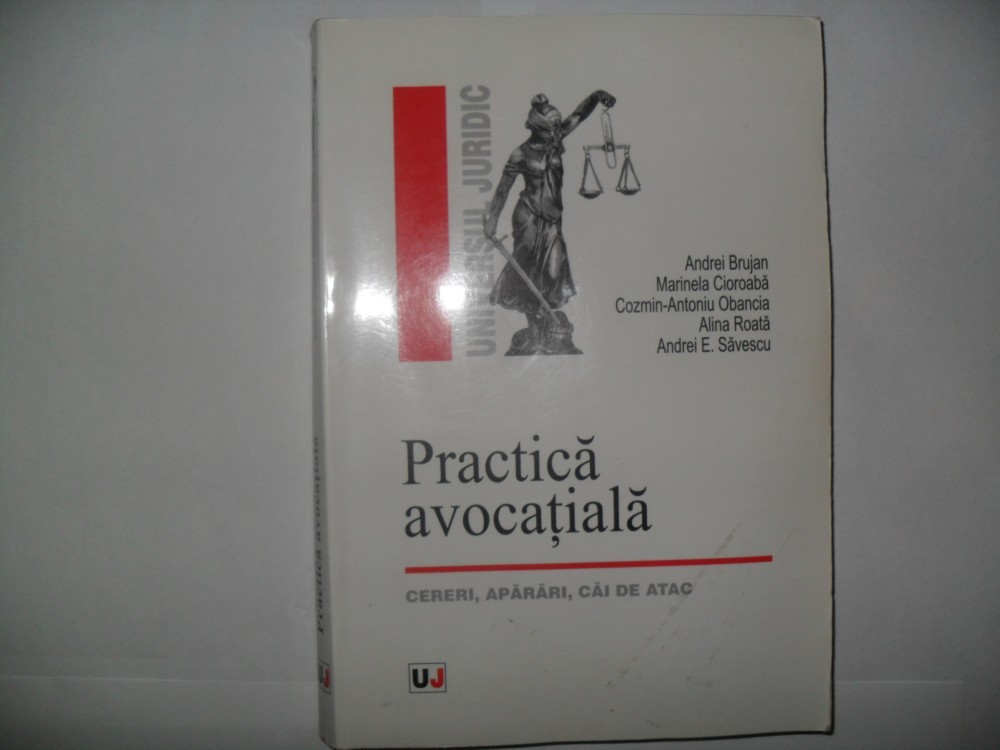 UNIVERSUL JURIDIC
Andrei Brujan
Marinela Cioroabă
Cozmin-Antoniu Obancia
Alina Roată
Andrei E. Săvescu
Practică
avocațială
CERERI, APĂRĂRI, CĂI DE ATAC
UJ
Practică avocațială
UJ